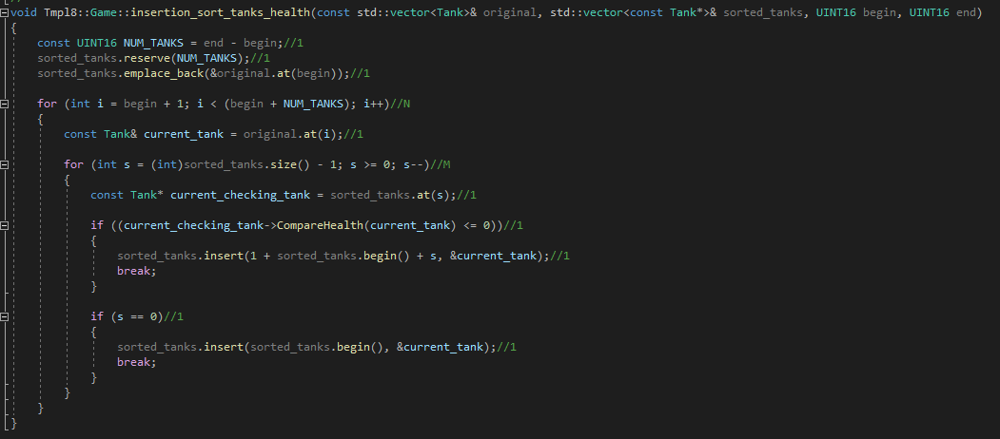 void Tmpl8::Game::insertion_sort_tanks_health(const std::vector<Tank>& original, std::vector<const Tank*>& sorted_tanks, UINT16 begin, UINT16 end)
{
    const UINT16 NUM_TANKS = end - begin;//1
    sorted_tanks.reserve(NUM_TANKS);//1
    sorted_tanks.emplace_back(&original.at(begin));//1

    for (int i = begin + 1; i < (begin + NUM_TANKS); i++)//N
    {
        const Tank& current_tank = original.at(i);//1

        for (int s = (int)sorted_tanks.size() - 1; s >= 0; s--)//M
        {
            const Tank* current_checking_tank = sorted_tanks.at(s);//1

            if ((current_checking_tank->CompareHealth(current_tank) <= 0))//1
            {
                sorted_tanks.insert(1 + sorted_tanks.begin() + s, &current_tank);//1
                break;
            }

            if (s == 0)//1
            {
                sorted_tanks.insert(sorted_tanks.begin(), &current_tank);//1
                break;
            }
        }
    }
}